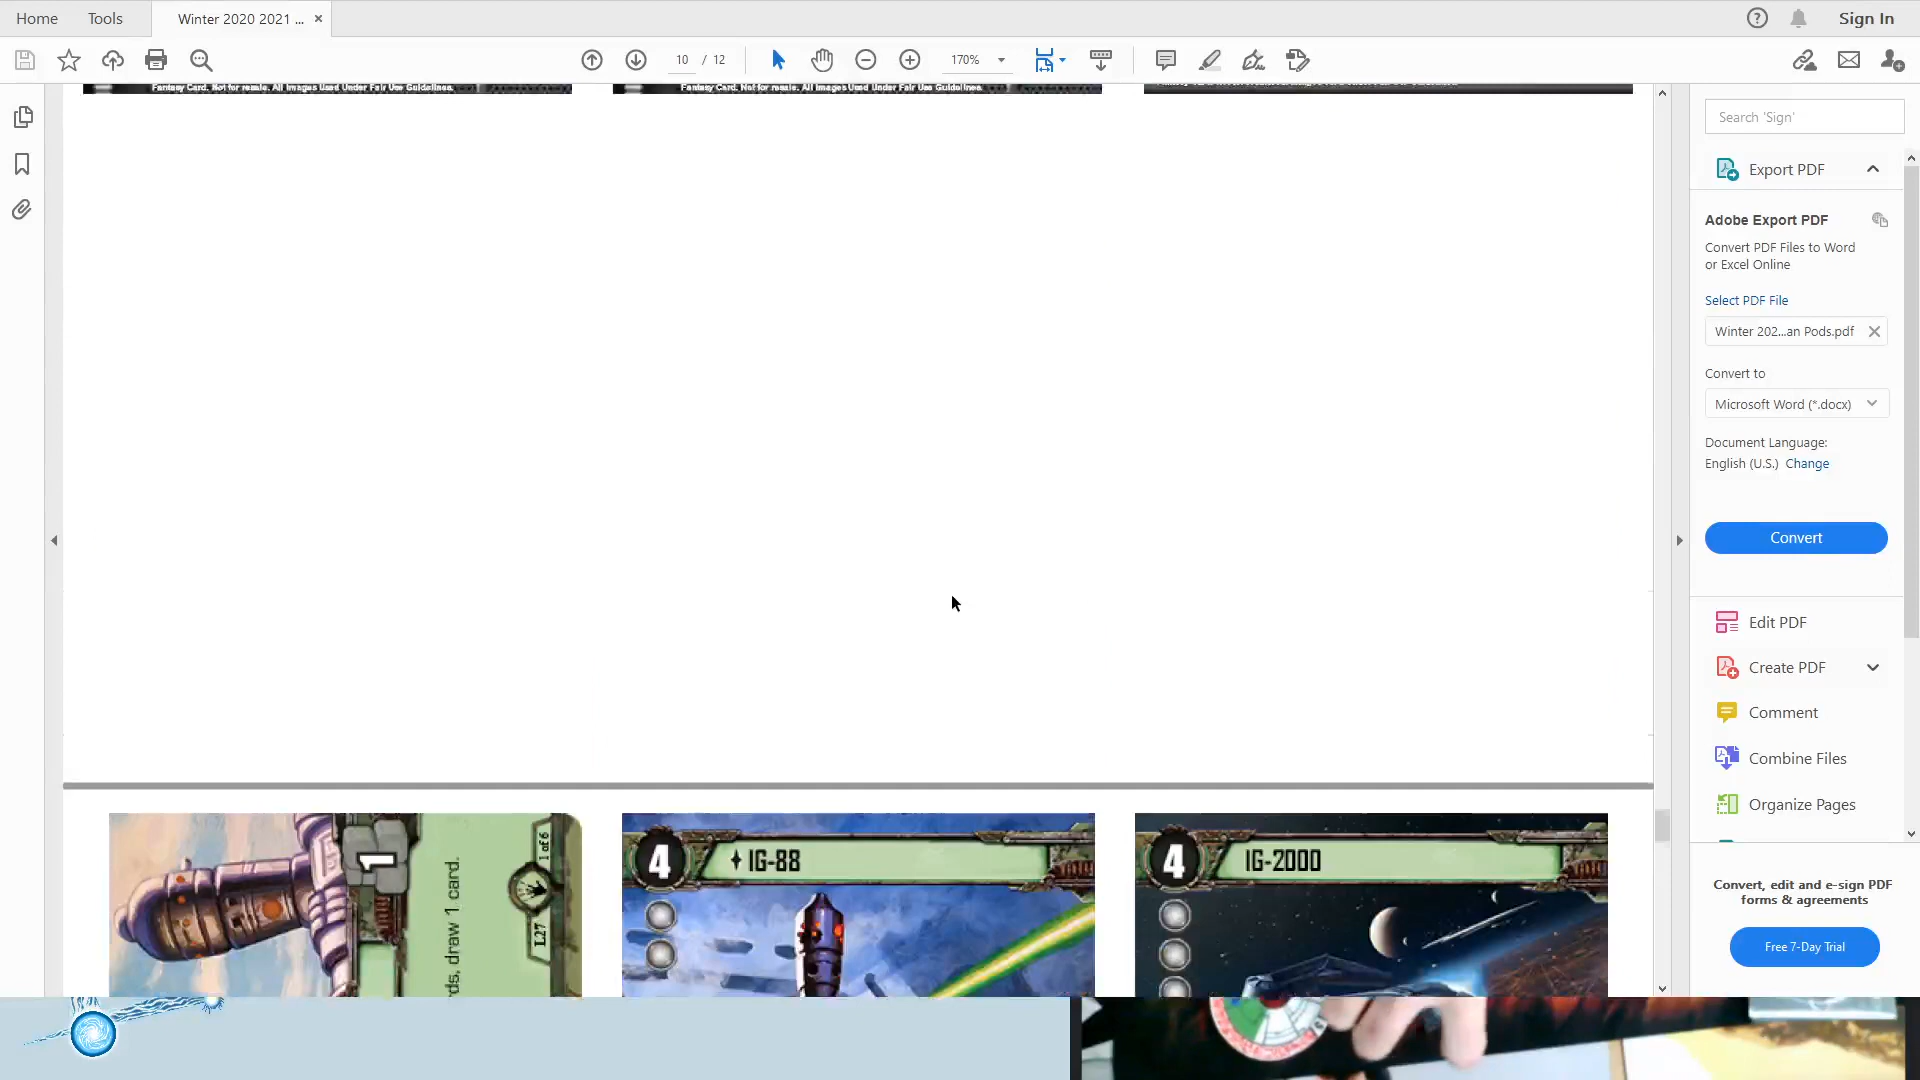 Home
Tools
Winter 2020 2021 ...
Sign In
10 / 12
170%
Fantasy Card. Not for resale. All Images Used Under Fair Use Guidelines.
Fantasy Card. Not for resale. All Images Used Under Fair Use Guidelines.
Search 'Sign'
Export PDF
Adobe Export PDF
Convert PDF Files to Word
or Excel Online
Select PDF File
Winter 202...an Pods.pdf
Convert to
Microsoft Word (*.docx)
Document Language:
English (U.S.) Change
Convert
Edit PDF
Create PDF
Comment
Combine Files
Organize Pages
Convert, edit and e-sign PDF
forms & agreements
Free 7-Day Trial
1
rds, draw 1 card.
1 of 6
L27
4
IG-88
4
IG-2000